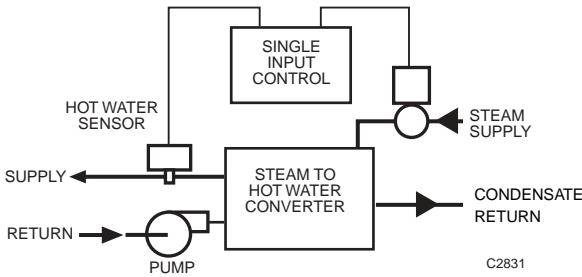 SINGLE
INPUT
CONTROL
HOT WATER
SENSOR
STEAM
SUPPLY
SUPPLY
STEAM TO
HOT WATER
CONVERTER
CONDENSATE
RETURN
RETURN
PUMP
C2831